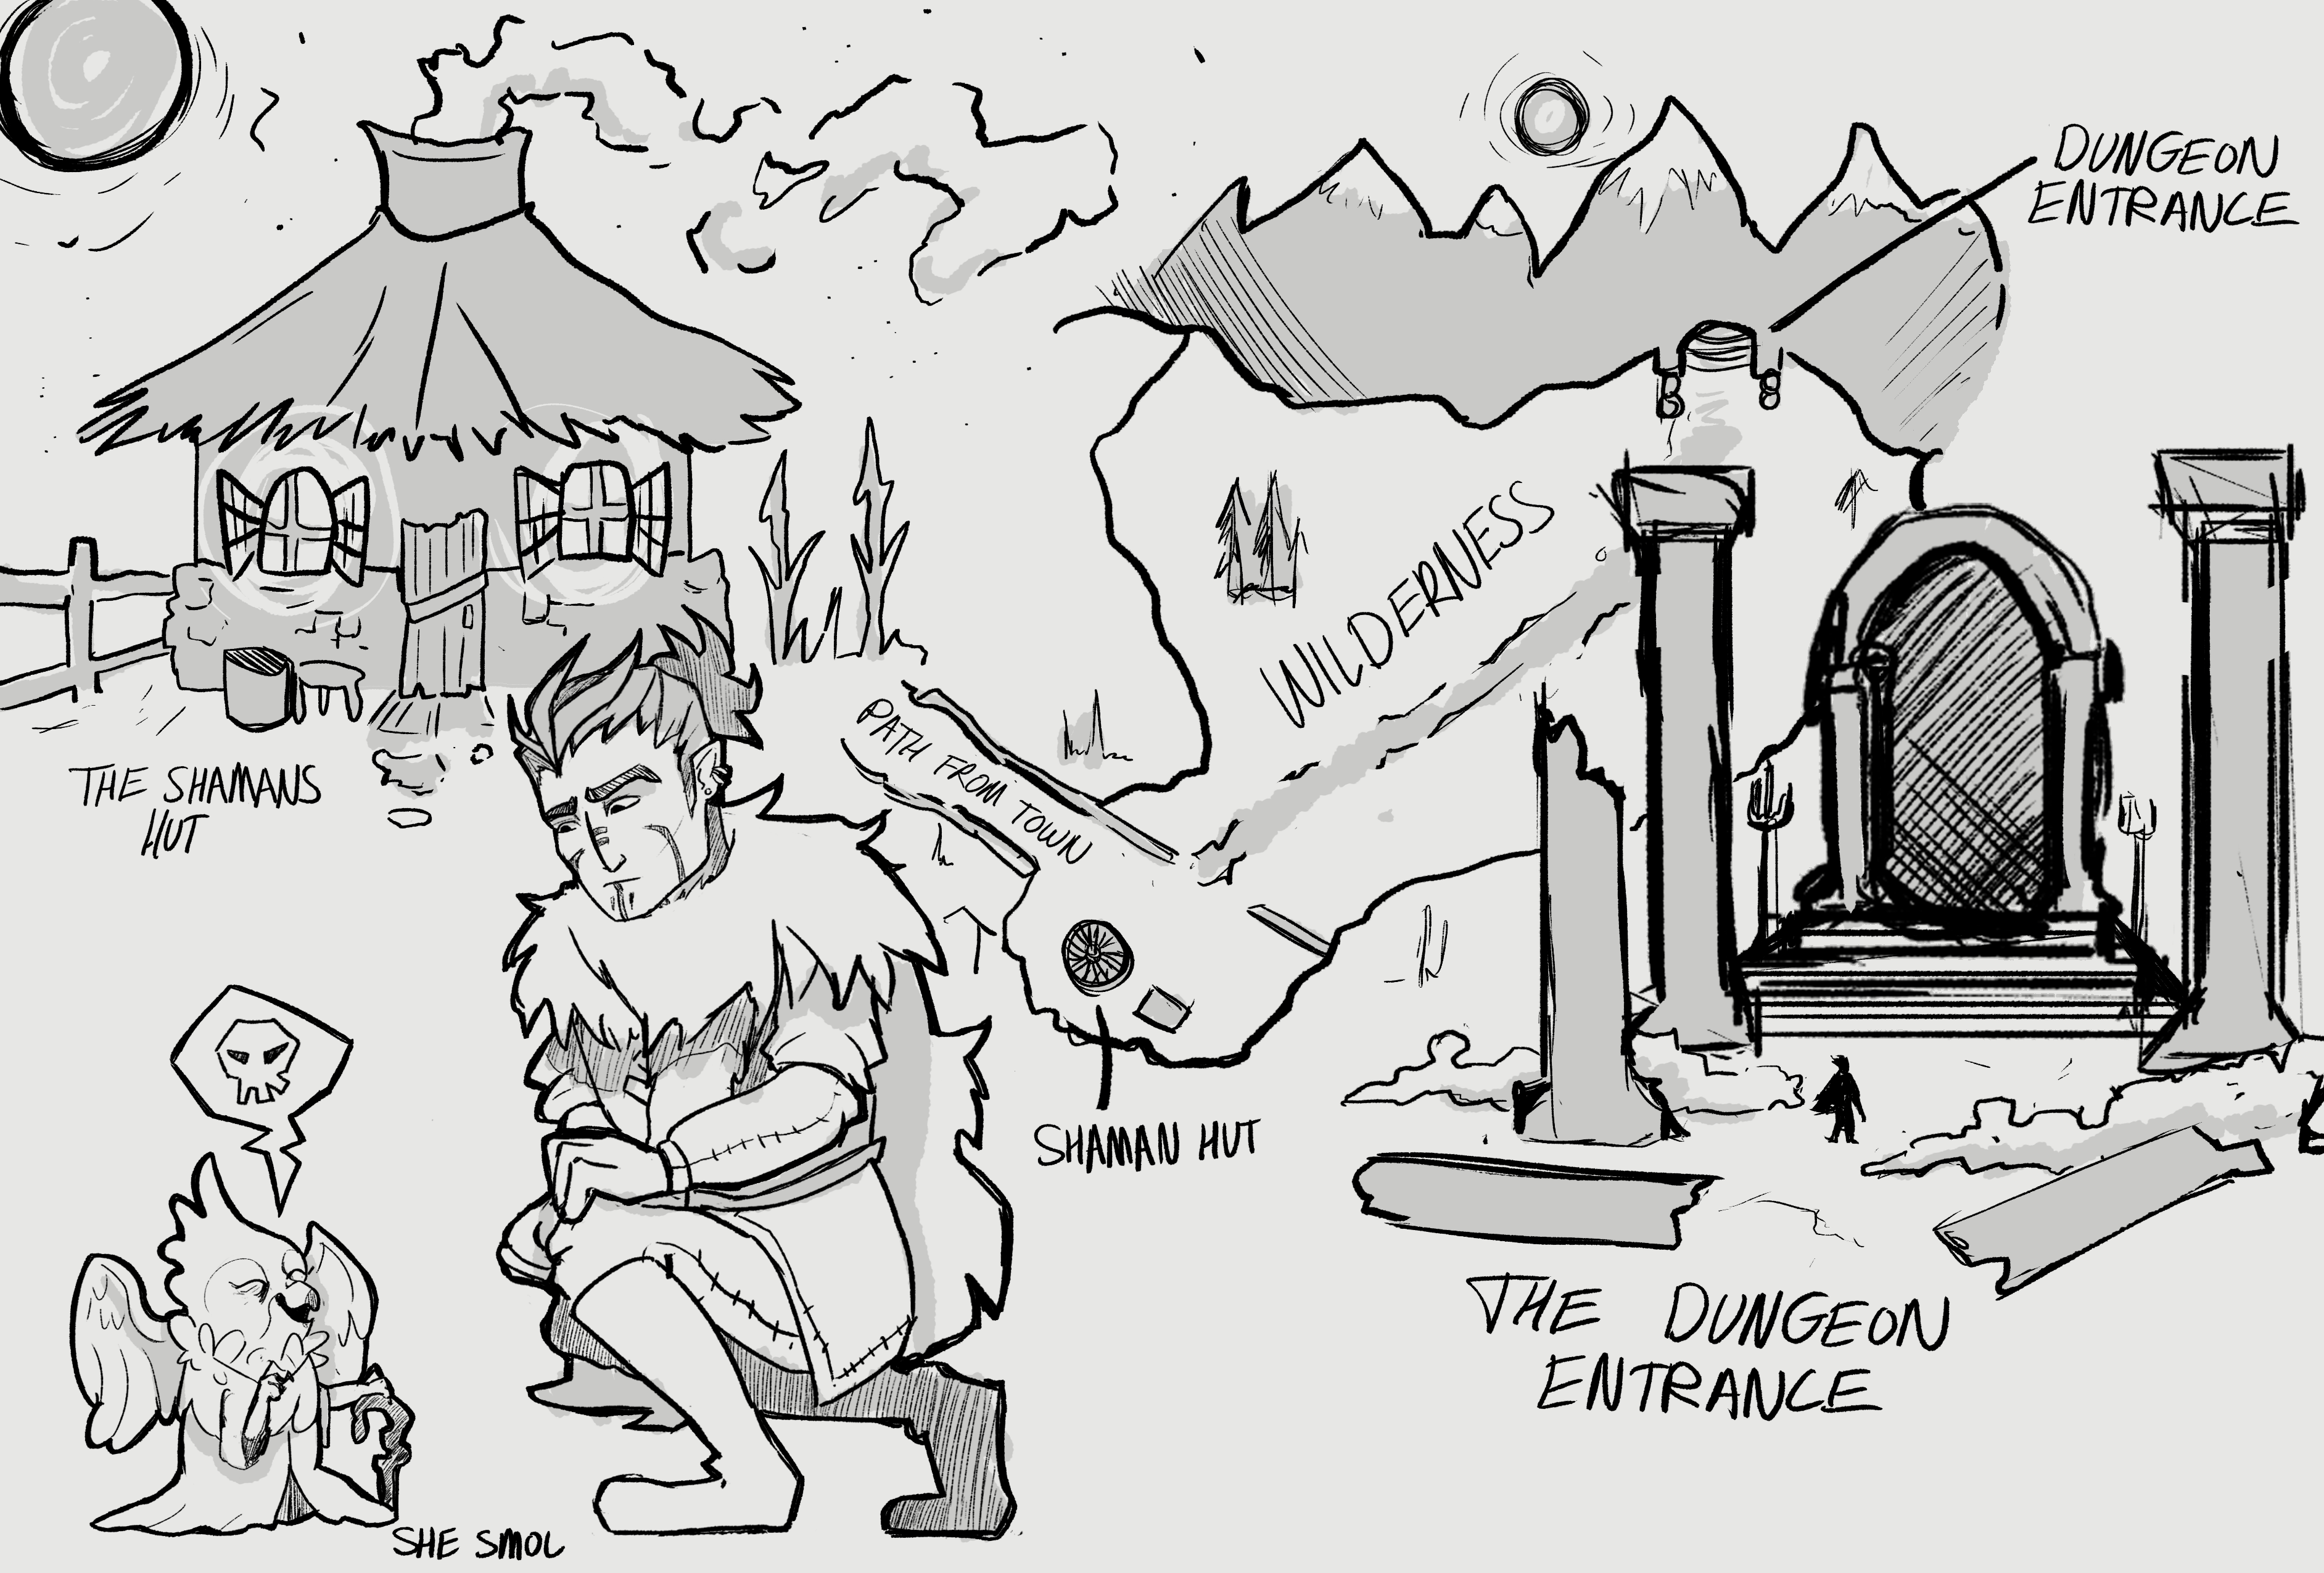 DUNGEON
ENTRANCE
WILDERNESS
PATH FROM TOWN
THE SHAMANS
HUT
SHAMAN HUT
THE DUNGEON
ENTRANCE
SHE SMOL